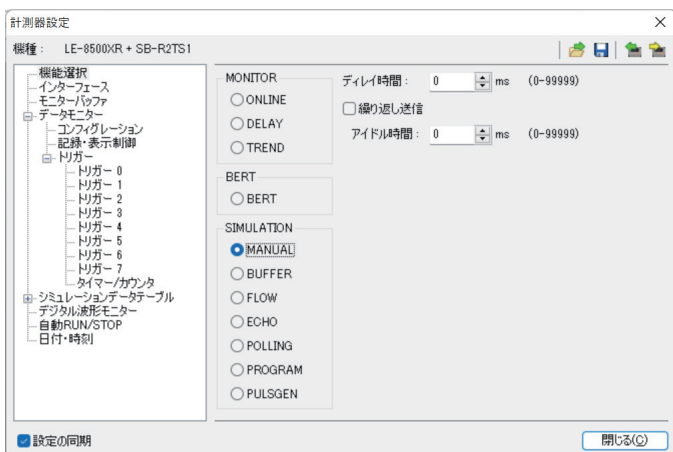 計測器設定
機種： LE-8500XR + SB-R2TS1
機能選択
インターフェース
モニターバッファ
データモニター
コンフィグレーション
記録・表示制御
トリガー
トリガー 0
トリガー 1
トリガー 2
トリガー 3
トリガー 4
トリガー 5
トリガー 6
トリガー 7
タイマー/カウンタ
シミュレーションデータテーブル
デジタル波形モニター
自動RUN/STOP
日付・時刻
MONITOR
ONLINE
DELAY
TREND
BERT
BERT
SIMULATION
MANUAL
BUFFER
FLOW
ECHO
POLLING
PROGRAM
PULSGEN
ディレイ時間： 0 ms (0-99999)
繰り返し送信
アイドル時間： 0 ms (0-99999)
設定の同期
閉じる(C)